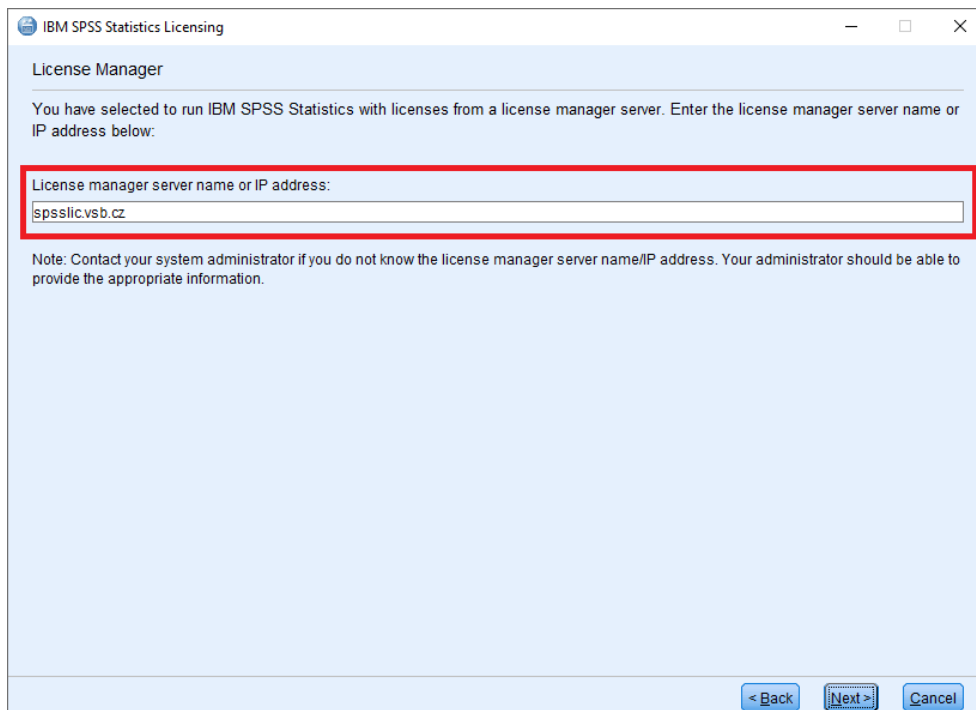 IBM SPSS Statistics Licensing
License Manager
You have selected to run IBM SPSS Statistics with licenses from a license manager server. Enter the license manager server name or
IP address below:
License manager server name or IP address:
spsslic.vsb.cz
Note: Contact your system administrator if you do not know the license manager server name/IP address. Your administrator should be able to
provide the appropriate information.
< Back Next > Cancel